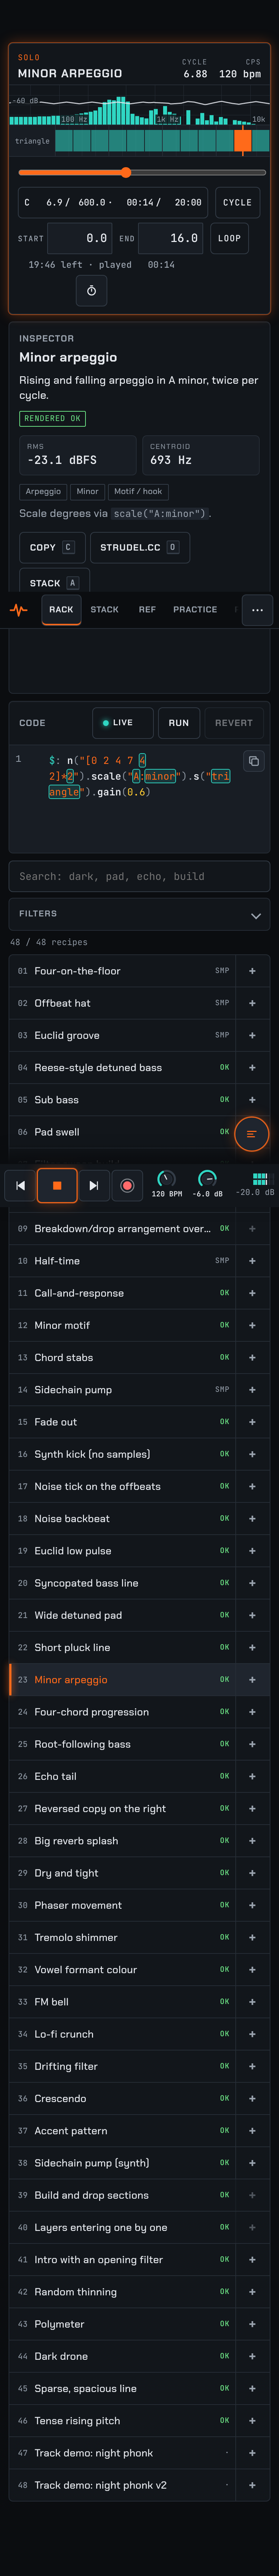 SOLO
MINOR ARPEGGIO
CYCLE
6.88
CPS
120 bpm
-60 dB
100 Hz
1k Hz
10k
triangle
C 6.9 / 600.0 · 00:14 / 20:00
CYCLE
START 0.0 END 16.0 LOOP
19:46 left · played 00:14
INSPECTOR
Minor arpeggio
Rising and falling arpeggio in A minor, twice per
cycle.
RENDERED OK
RMS
-23.1 dBFS
CENTROID
693 Hz
Arpeggio Minor Motif / hook
Scale degrees via scale("A:minor").
COPY C STRUDEL.CC O
STACK A
RACK STACK REF PRACTICE ···
CODE LIVE RUN REVERT
1 $: n("[0 2 4 7 4
2]*2").scale("A:minor").s("tri
angle").gain(0.6)
Search: dark, pad, echo, build
FILTERS
48 / 48 recipes
01 Four-on-the-floor SMP +
02 Offbeat hat SMP +
03 Euclid groove SMP +
04 Reese-style detuned bass OK +
05 Sub bass OK +
06 Pad swell OK
120 BPM -6.0 dB -20.0 dB
09 Breakdown/drop arrangement over... OK +
10 Half-time SMP +
11 Call-and-response OK +
12 Minor motif OK +
13 Chord stabs OK +
14 Sidechain pump SMP +
15 Fade out OK +
16 Synth kick (no samples) OK +
17 Noise tick on the offbeats OK +
18 Noise backbeat OK +
19 Euclid low pulse OK +
20 Syncopated bass line OK +
21 Wide detuned pad OK +
22 Short pluck line OK +
23 Minor arpeggio OK +
24 Four-chord progression OK +
25 Root-following bass OK +
26 Echo tail OK +
27 Reversed copy on the right OK +
28 Big reverb splash OK +
29 Dry and tight OK +
30 Phaser movement OK +
31 Tremolo shimmer OK +
32 Vowel formant colour OK +
33 FM bell OK +
34 Lo-fi crunch OK +
35 Drifting filter OK +
36 Crescendo OK +
37 Accent pattern OK +
38 Sidechain pump (synth) OK +
39 Build and drop sections OK +
40 Layers entering one by one OK +
41 Intro with an opening filter OK +
42 Random thinning OK +
43 Polymeter OK +
44 Dark drone OK +
45 Sparse, spacious line OK +
46 Tense rising pitch OK +
47 Track demo: night phonk - +
48 Track demo: night phonk v2 - +